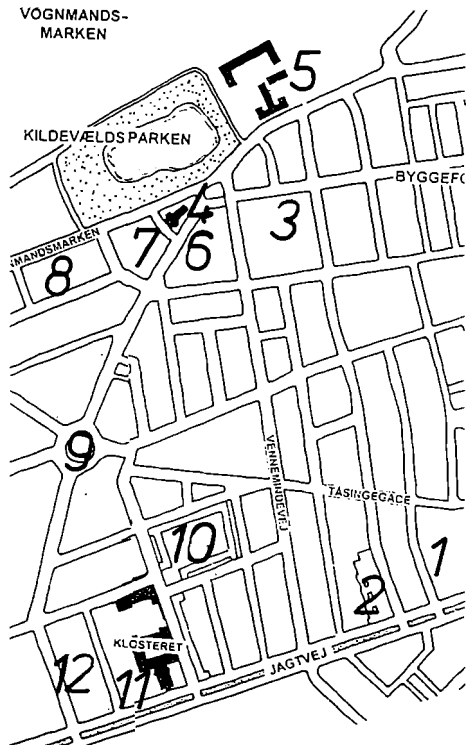 VOGNMANDS-
MARKEN
5
KILDEVÆLDSPARKEN
BYGGEFO
4
3
7
6
MANDSMARKEN
8
9
VENNEMINDEVEJ
TÅSINGEGADE
10
1
2
KLOSTERET
JAGTVEJ
12
11